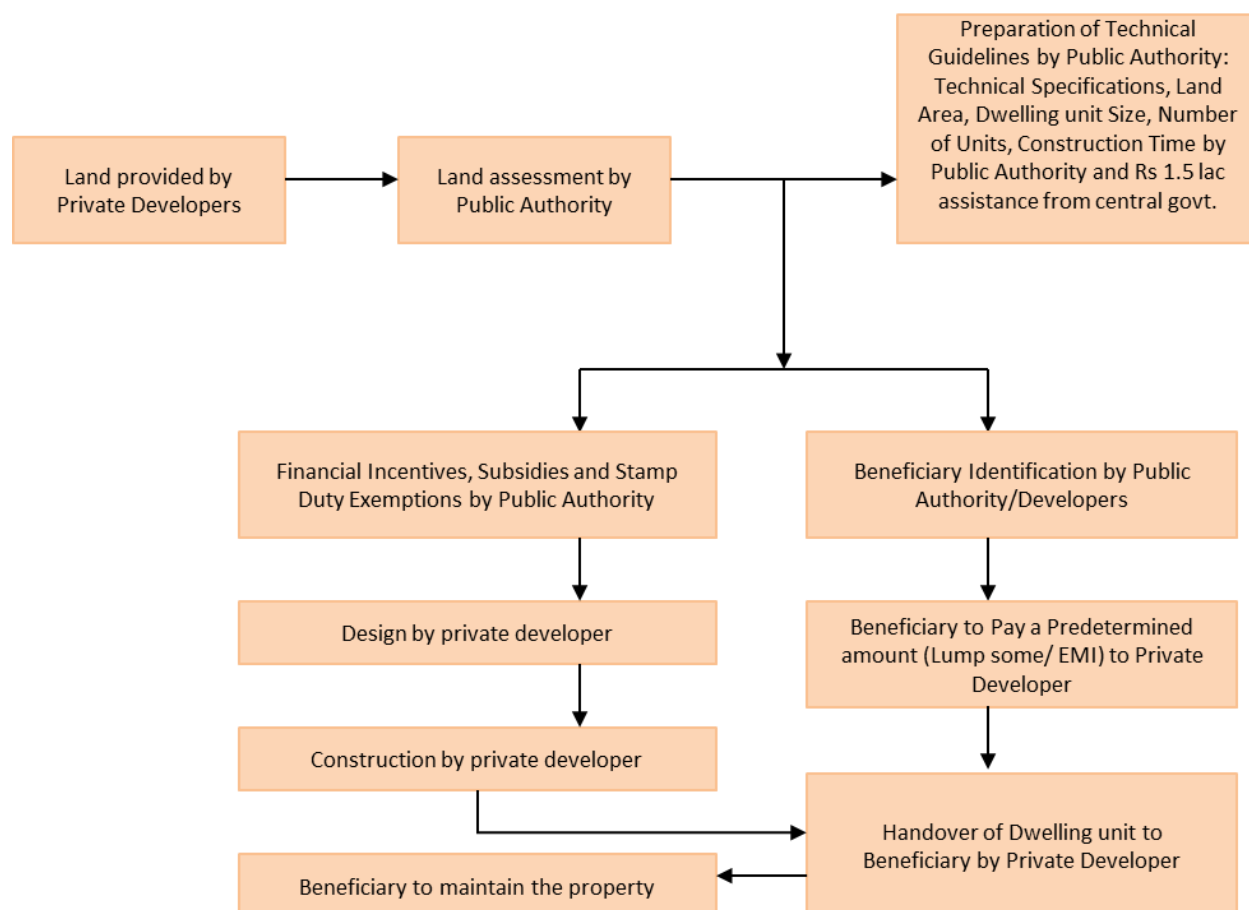 Land provided by
Private Developers
Land assessment by
Public Authority
Preparation of Technical
Guidelines by Public Authority:
Technical Specifications, Land
Area, Dwelling unit Size, Number
of Units, Construction Time by
Public Authority and Rs 1.5 lac
assistance from central govt.
Financial Incentives, Subsidies and Stamp
Duty Exemptions by Public Authority
Beneficiary Identification by Public
Authority/Developers
Design by private developer
Beneficiary to Pay a Predetermined
amount (Lump some/ EMI) to Private
Developer
Construction by private developer
Handover of Dwelling unit to
Beneficiary by Private Developer
Beneficiary to maintain the property